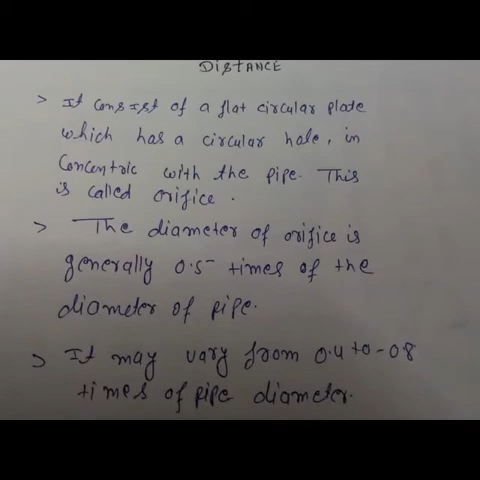 DISTANCE
> It consist of a flat circular plate
which has a circular hole, in
concentric with the pipe. This
is called orifice.
> The diameter of orifice is
generally 0.5 times of the
diameter of pipe.
> It may vary from 0.4 to - 08
times of pipe diameter.